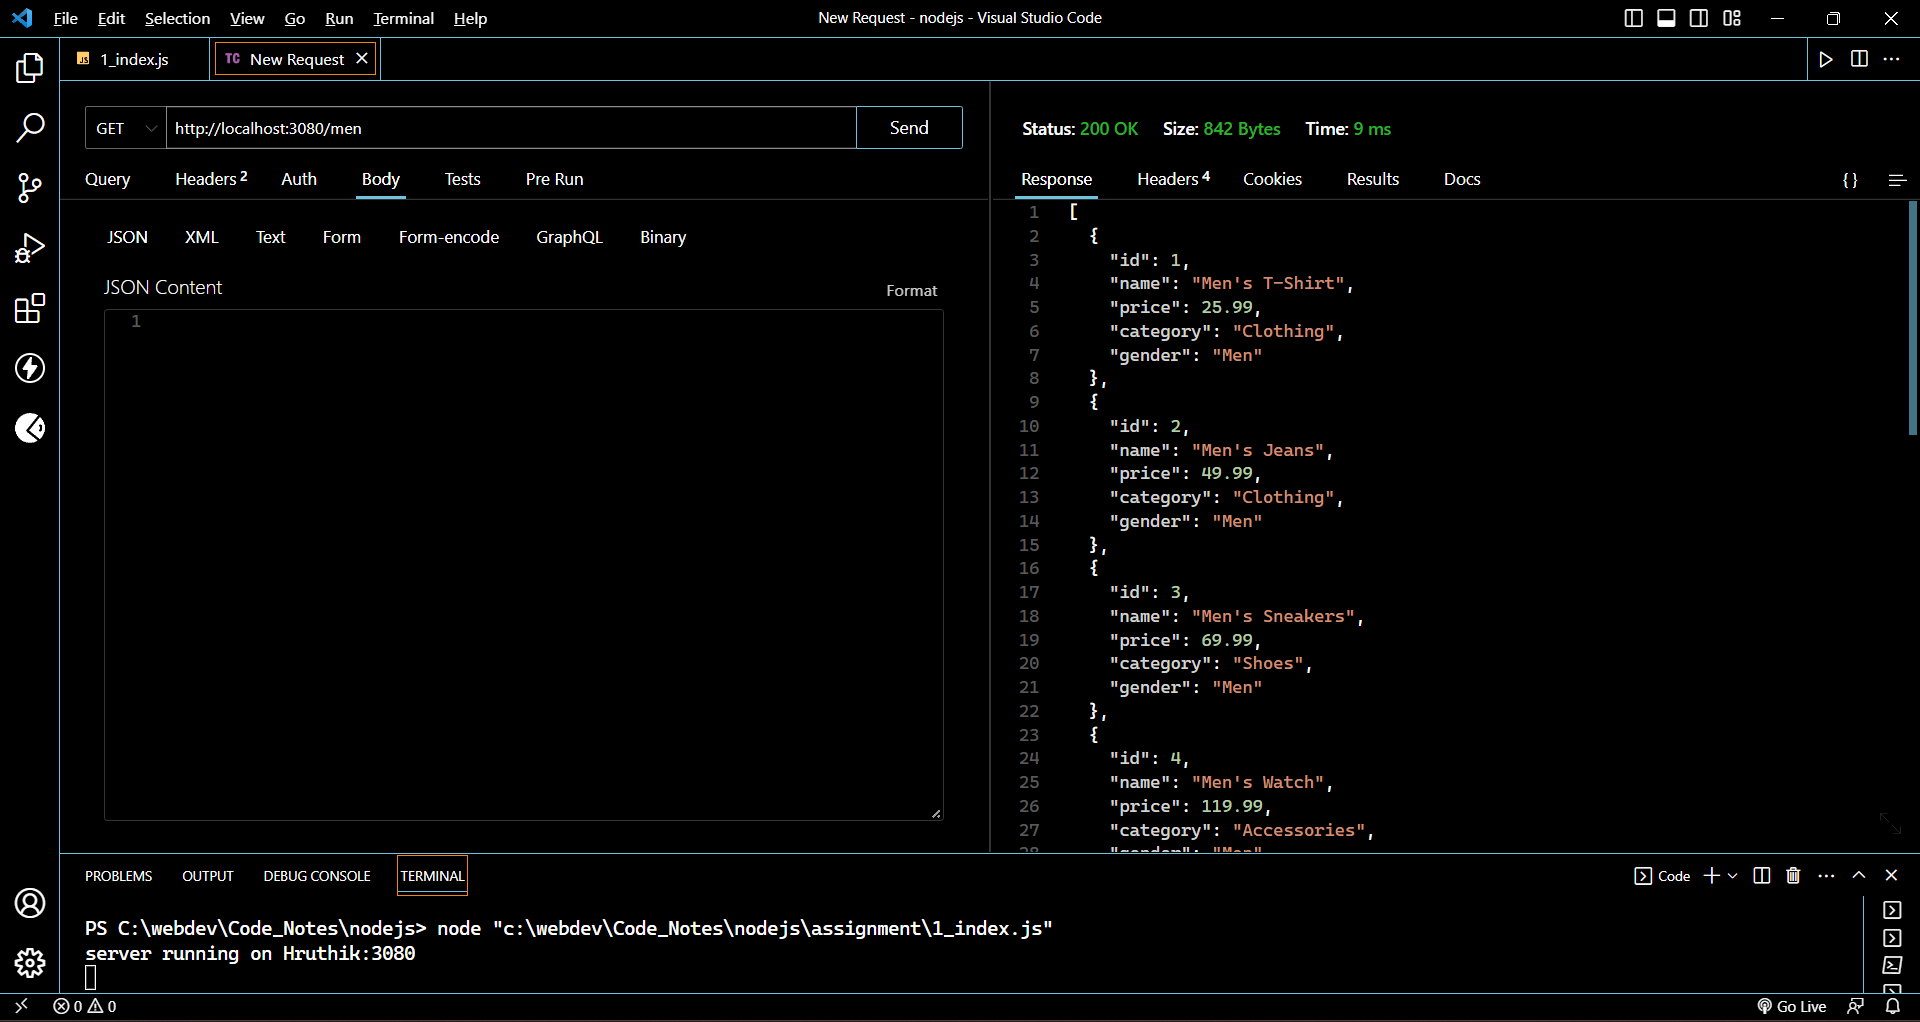 File Edit Selection View Go Run Terminal Help
New Request - nodejs - Visual Studio Code
JS 1_index.js
TC New Request
GET http://localhost:3080/men Send
Query Headers 2 Auth Body Tests Pre Run
JSON XML Text Form Form-encode GraphQL Binary
JSON Content Format
1
Status: 200 OK Size: 842 Bytes Time: 9 ms
Response Headers 4 Cookies Results Docs {}
1 [
2 {
3 "id": 1,
4 "name": "Men's T-Shirt",
5 "price": 25.99,
6 "category": "Clothing",
7 "gender": "Men"
8 },
9 {
10 "id": 2,
11 "name": "Men's Jeans",
12 "price": 49.99,
13 "category": "Clothing",
14 "gender": "Men"
15 },
16 {
17 "id": 3,
18 "name": "Men's Sneakers",
19 "price": 69.99,
20 "category": "Shoes",
21 "gender": "Men"
22 },
23 {
24 "id": 4,
25 "name": "Men's Watch",
26 "price": 119.99,
27 "category": "Accessories",
28 "gender": "Men"
PROBLEMS OUTPUT DEBUG CONSOLE TERMINAL
Code
PS C:\webdev\Code_Notes\nodejs> node "c:\webdev\Code_Notes\nodejs\assignment\1_index.js"
server running on Hruthik:3080
0 0
Go Live